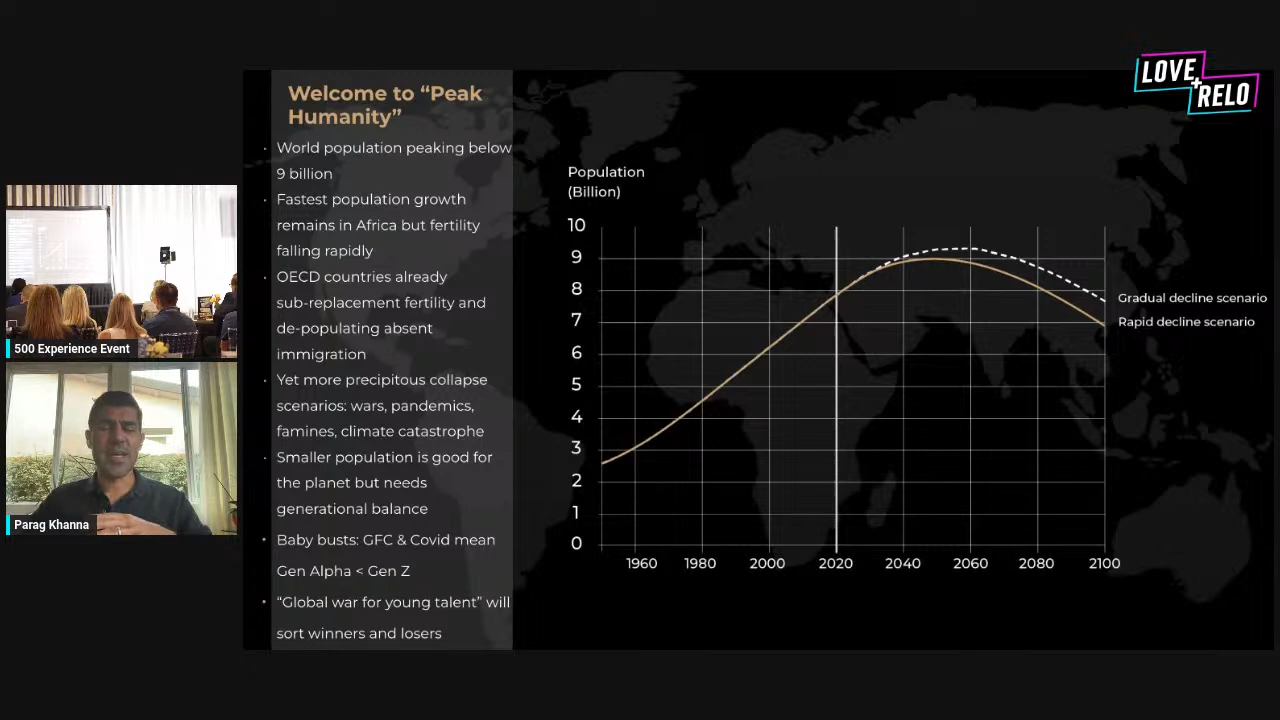 LOVE
+
RELO
Welcome to “Peak
Humanity”
· World population peaking below
9 billion
· Fastest population growth
remains in Africa but fertility
falling rapidly
· OECD countries already
sub-replacement fertility and
de-populating absent
immigration
· Yet more precipitous collapse
scenarios: wars, pandemics,
famines, climate catastrophe
· Smaller population is good for
the planet but needs
generational balance
• Baby busts: GFC & Covid mean
Gen Alpha < Gen Z
• “Global war for young talent” will
sort winners and losers
Population
(Billion)
10
9
8
7
6
5
4
3
2
1
0
1960 1980 2000 2020 2040 2060 2080 2100
Gradual decline scenario
Rapid decline scenario
500 Experience Event
Parag Khanna